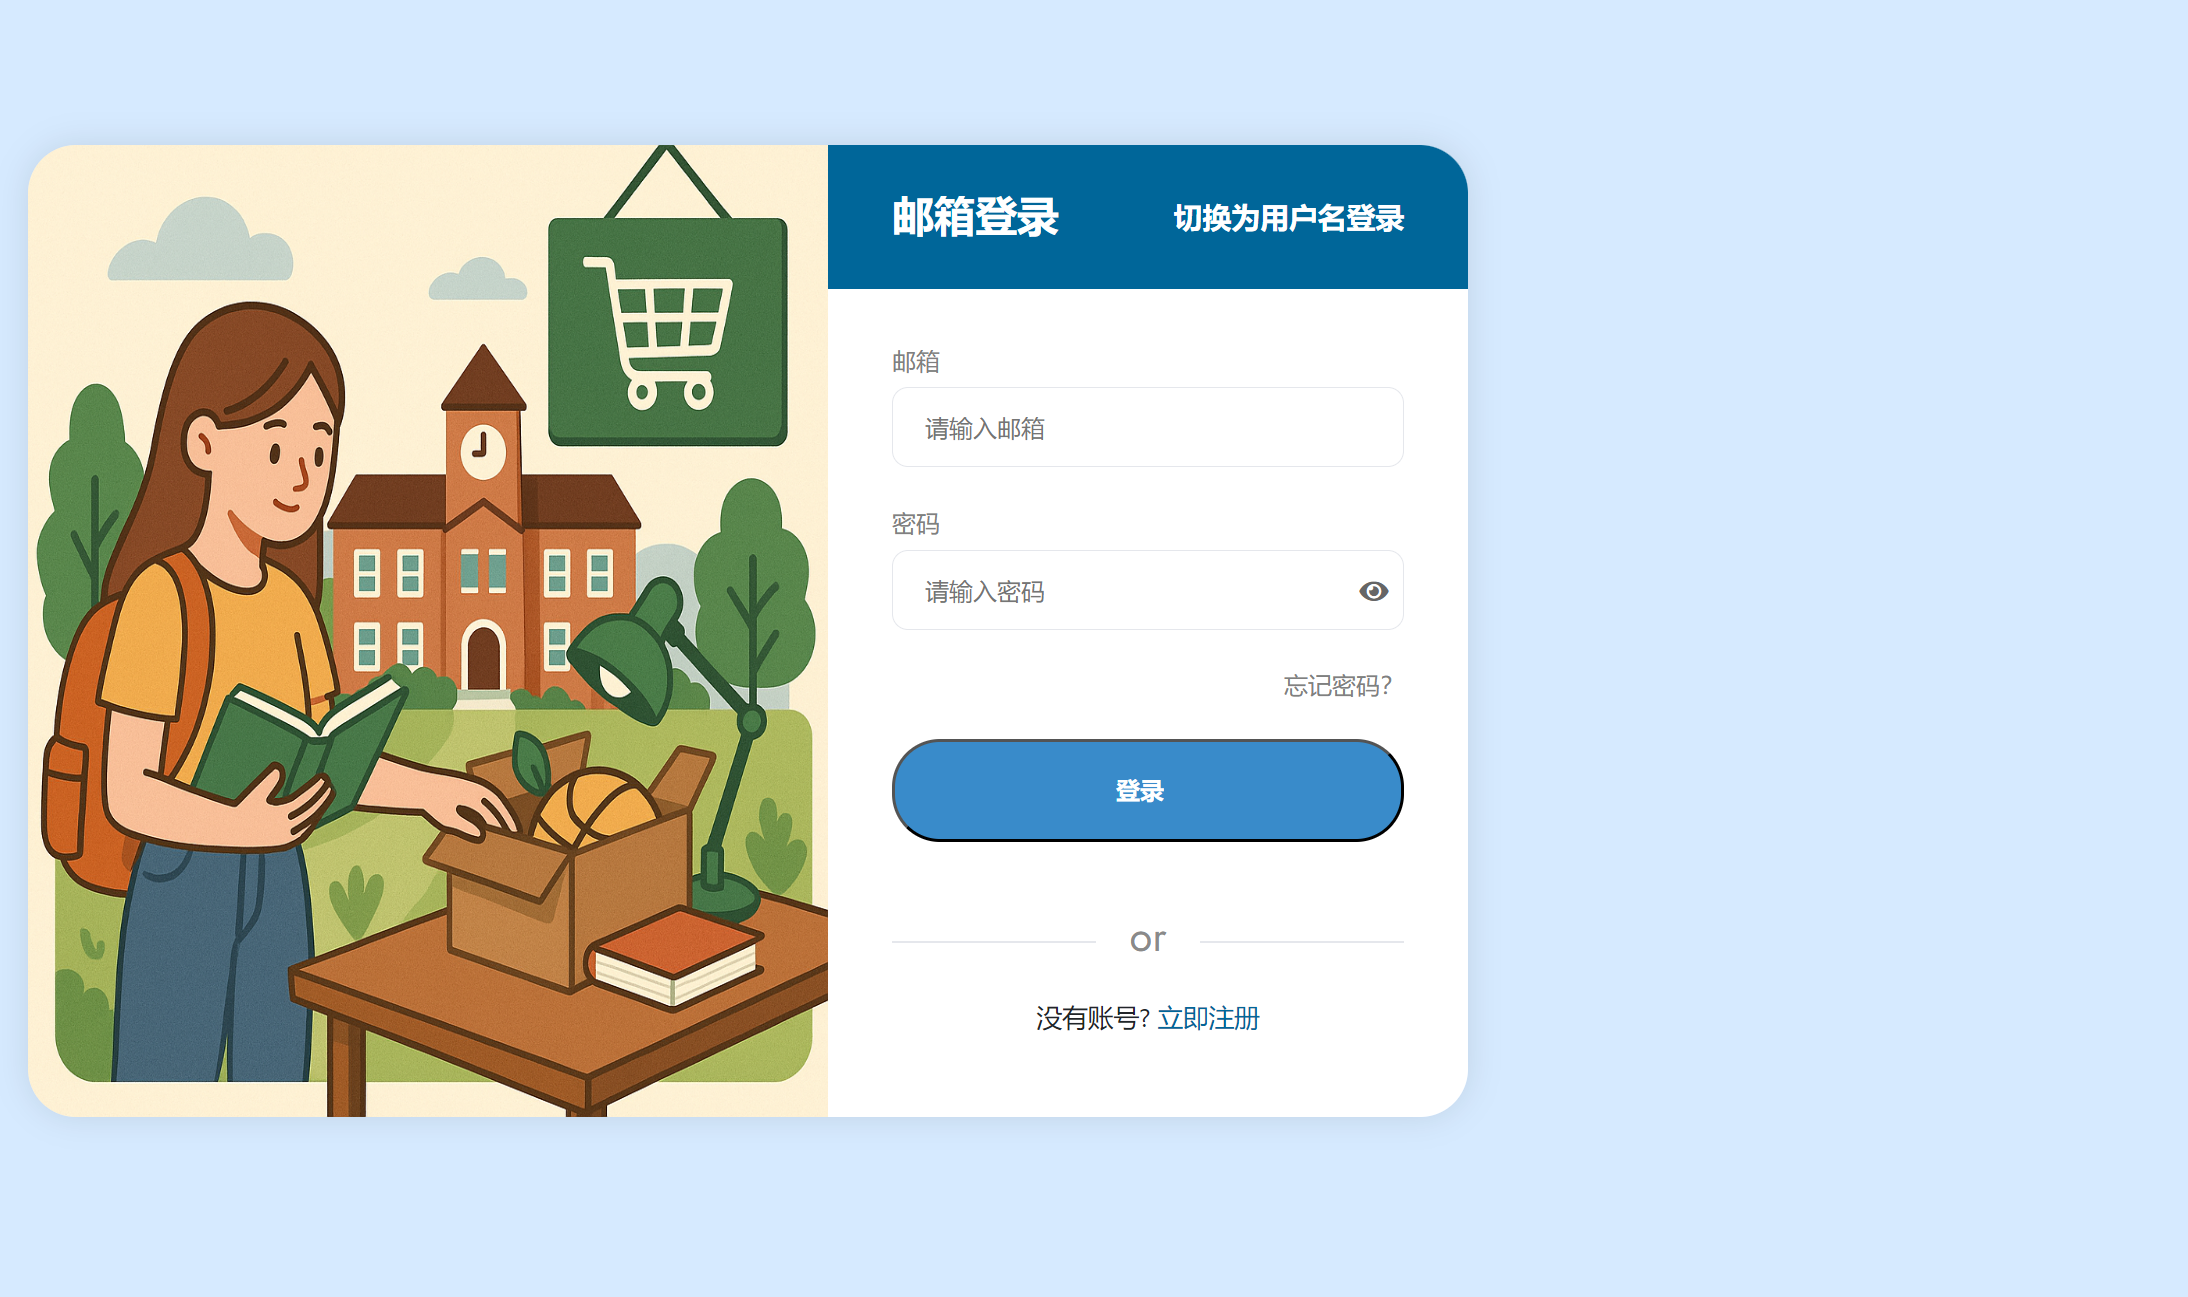 邮箱登录
切换为用户名登录
邮箱
请输入邮箱
密码
请输入密码
忘记密码?
登录
or
没有账号? 立即注册